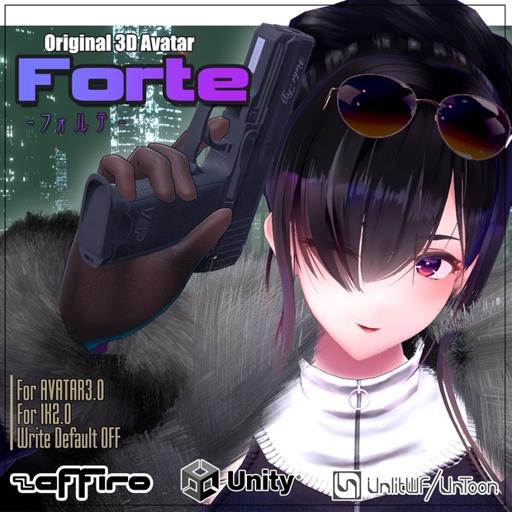 Original 3D Avatar
Forte
-フォルテ-
For AVATAR3.0
For IK2.0
Write Default OFF
zaffiro
Unity
UnlitWF/UnToon